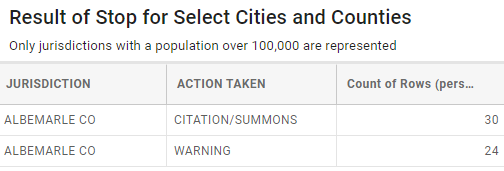 Result of Stop for Select Cities and Counties
Only jurisdictions with a population over 100,000 are represented
JURISDICTION ACTION TAKEN Count of Rows (pers...
ALBEMARLE CO CITATION/SUMMONS 30
ALBEMARLE CO WARNING 24